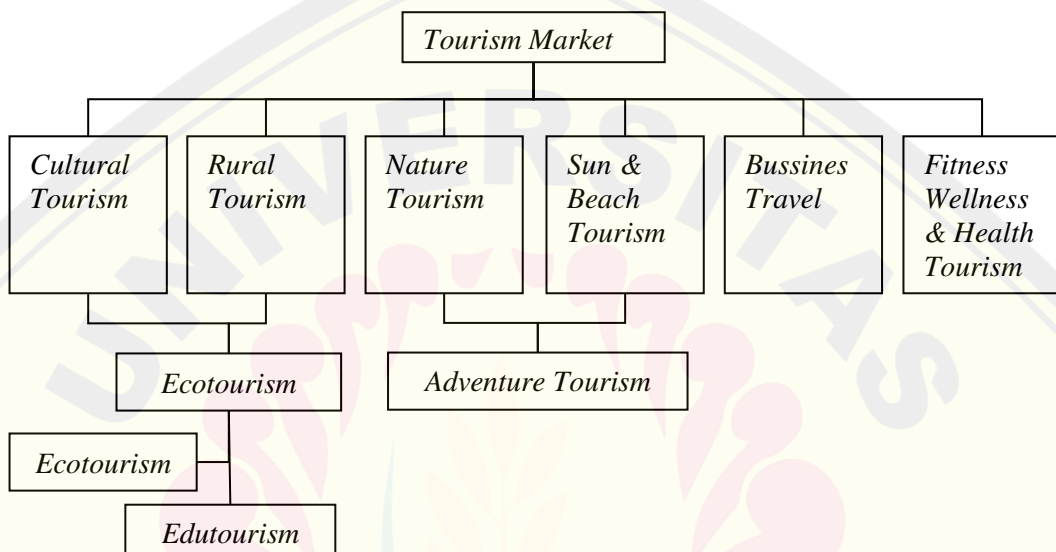 Tourism Market
Cultural
Tourism
Rural
Tourism
Nature
Tourism
Sun &
Beach
Tourism
Bussines
Travel
Fitness
Wellness
& Health
Tourism
Ecotourism
Adventure Tourism
Ecotourism
Edutourism
UNIVERSITAS